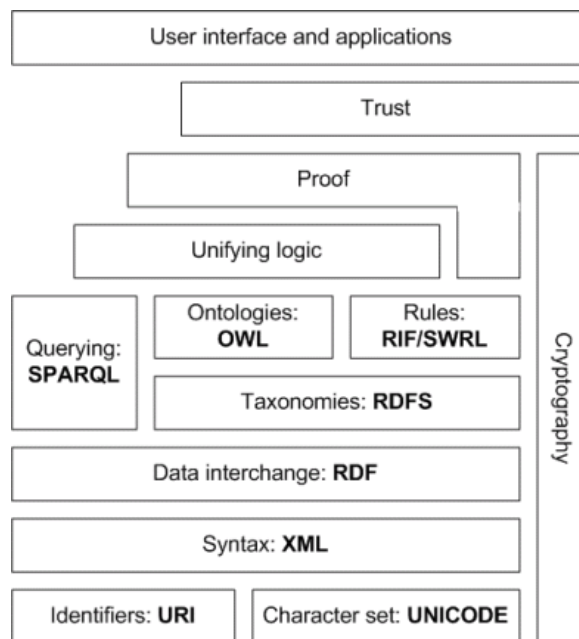 User interface and applications
Trust
Proof
Unifying logic
Querying:
SPARQL
Ontologies:
OWL
Rules:
RIF/SWRL
Taxonomies: RDFS
Data interchange: RDF
Syntax: XML
Identifiers: URI
Character set: UNICODE
Cryptography